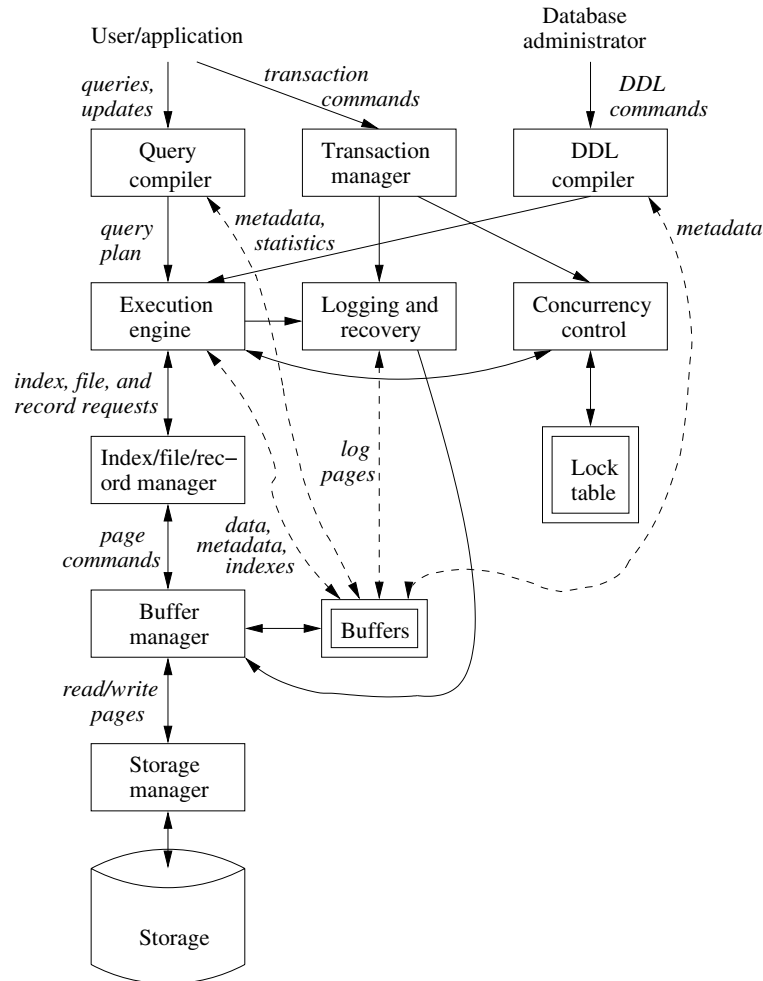 User/application
Database
administrator
queries,
updates
transaction
commands
DDL
commands
Query
compiler
Transaction
manager
DDL
compiler
query
plan
metadata,
statistics
metadata
Execution
engine
Logging and
recovery
Concurrency
control
index, file, and
record requests
Index/file/rec−
ord manager
log
pages
Lock
table
page
commands
data,
metadata,
indexes
Buffer
manager
Buffers
read/write
pages
Storage
manager
Storage